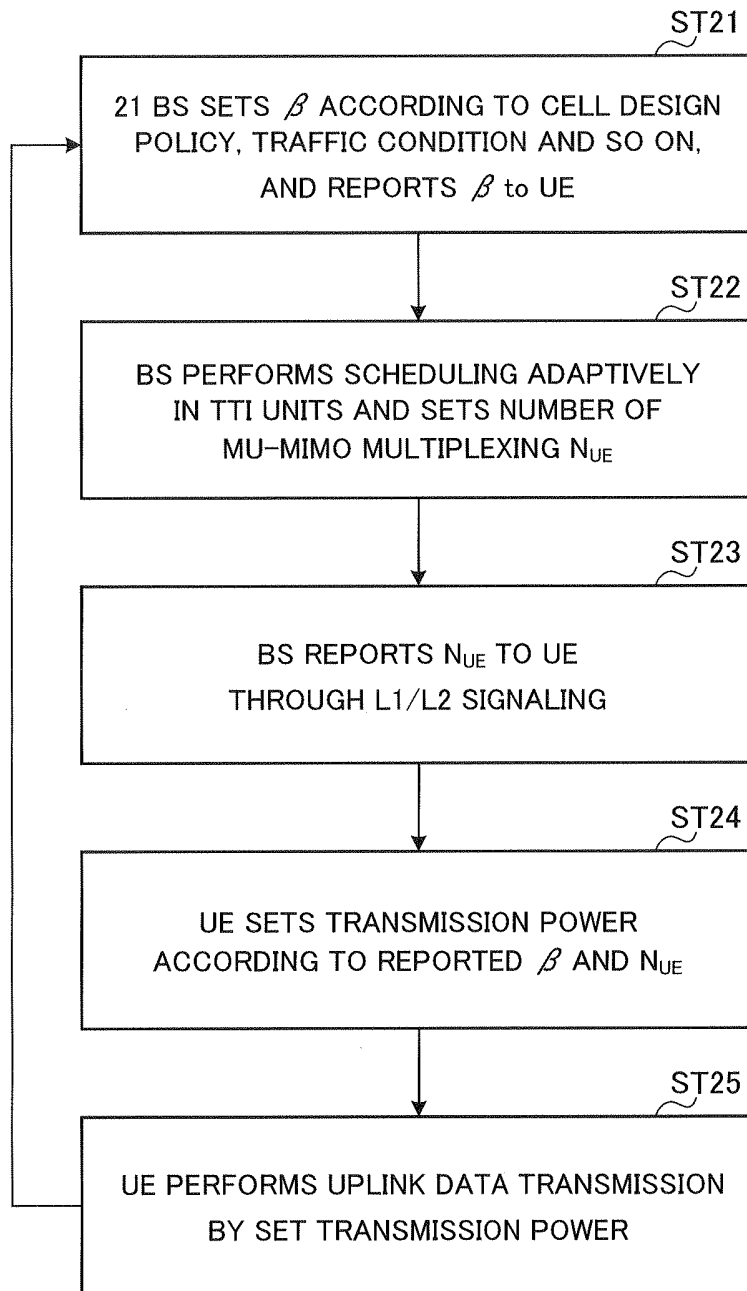 ST21
21 BS SETS β ACCORDING TO CELL DESIGN
POLICY, TRAFFIC CONDITION AND SO ON,
AND REPORTS β to UE
ST22
BS PERFORMS SCHEDULING ADAPTIVELY
IN TTI UNITS AND SETS NUMBER OF
MU-MIMO MULTIPLEXING N_UE
ST23
BS REPORTS N_UE TO UE
THROUGH L1/L2 SIGNALING
ST24
UE SETS TRANSMISSION POWER
ACCORDING TO REPORTED β AND N_UE
ST25
UE PERFORMS UPLINK DATA TRANSMISSION
BY SET TRANSMISSION POWER